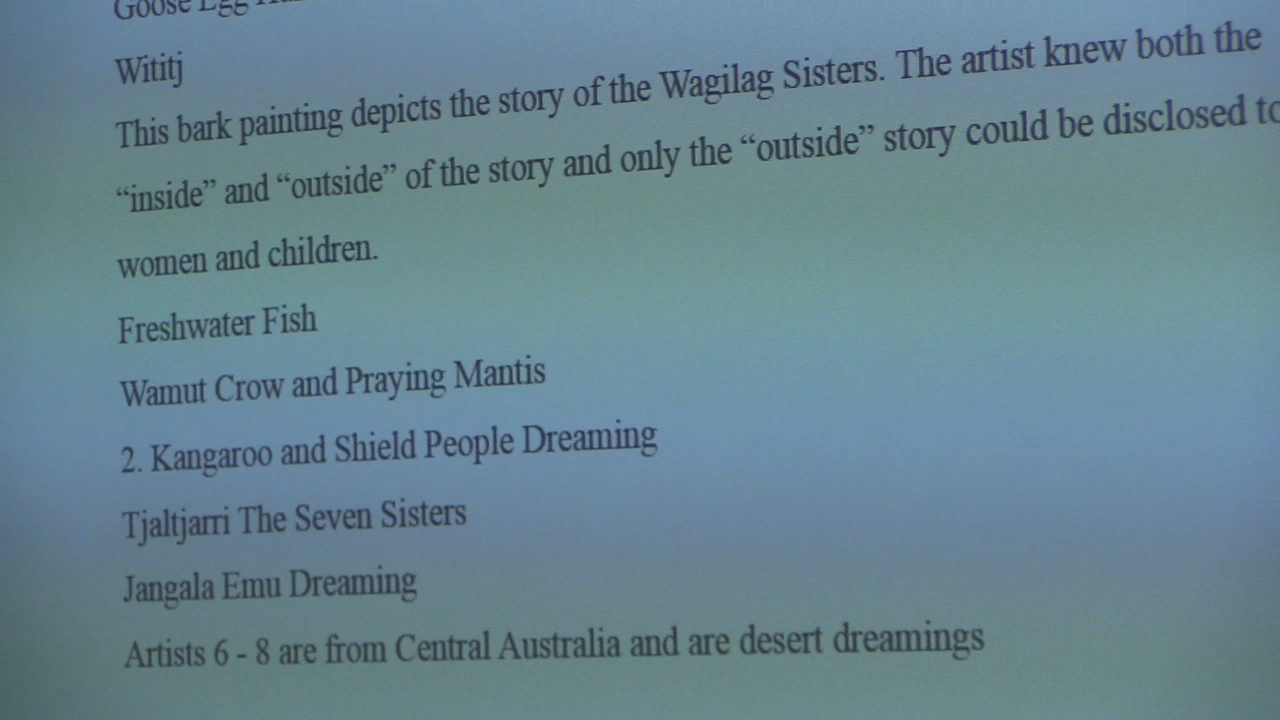 Goose Egg
Wititj
This bark painting depicts the story of the Wagilag Sisters. The artist knew both the
“inside” and “outside” of the story and only the “outside” story could be disclosed to
women and children.
Freshwater Fish
Wamut Crow and Praying Mantis
2. Kangaroo and Shield People Dreaming
Tjaltjarri The Seven Sisters
Jangala Emu Dreaming
Artists 6 - 8 are from Central Australia and are desert dreamings